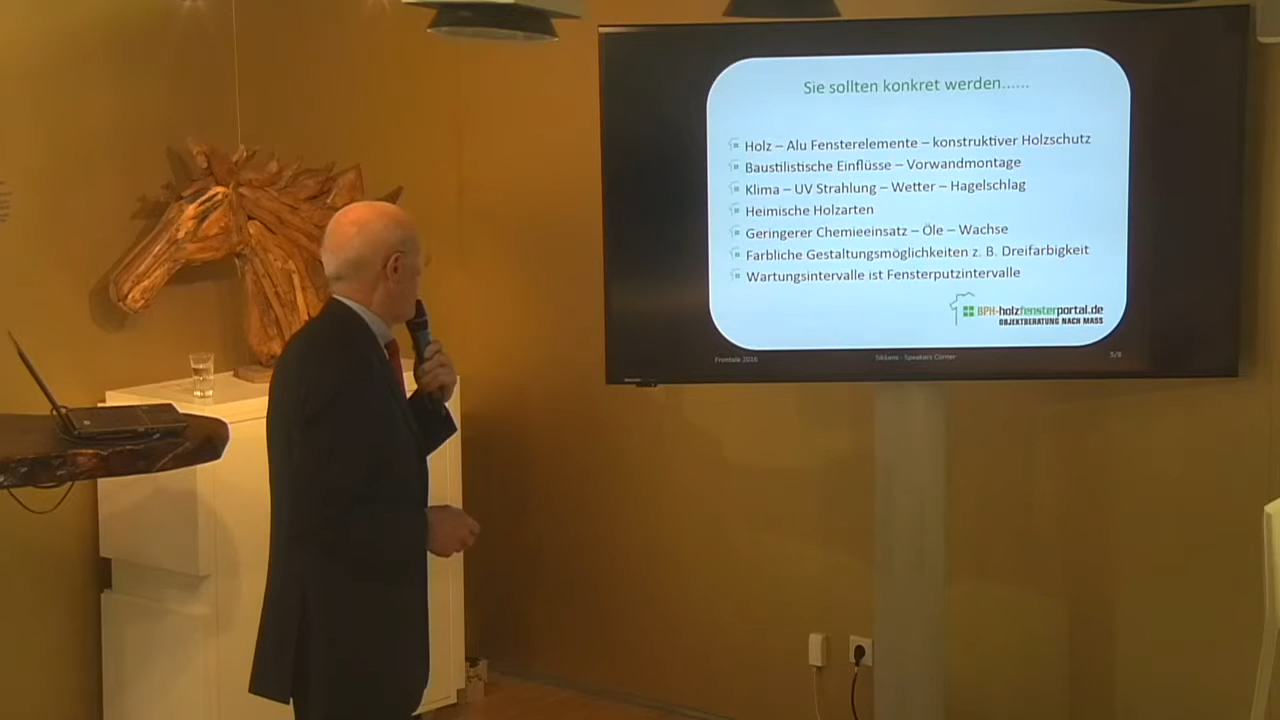 Sie sollten konkret werden......
Holz – Alu Fensterelemente – konstruktiver Holzschutz
Baustilistische Einflüsse – Vorwandmontage
Klima – UV Strahlung – Wetter – Hagelschlag
Heimische Holzarten
Geringerer Chemieeinsatz – Öle – Wachse
Farbliche Gestaltungsmöglichkeiten z. B. Dreifarbigkeit
Wartungsintervalle ist Fensterputzintervalle
BPH-holzfensterportal.de
OBJEKTBERATUNG NACH MASS
Frontale 2016 Sikkens - Speakers Corner 5/8